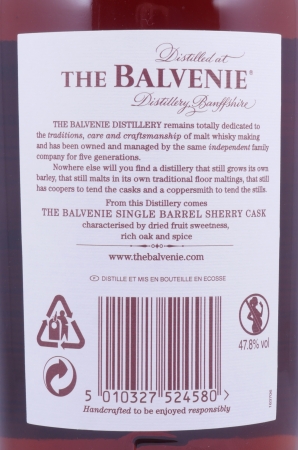 Distilled at
THE BALVENIE®
Distillery, Banffshire
THE BALVENIE DISTILLERY remains totally dedicated to
the traditions, care and craftsmanship of malt whisky making
and has been owned and managed by the same independent family
company for five generations.
Nowhere else will you find a distillery that still grows its own
barley, that still malts in its own traditional floor maltings, that still
has coopers to tend the casks and a coppersmith to tend the stills.
From this Distillery comes
THE BALVENIE SINGLE BARREL SHERRY CASK
characterised by dried fruit sweetness,
rich oak and spice
www.thebalvenie.com
DISTILLÉ ET MIS EN BOUTEILLE EN ECOSSE
47.8% vol
5 010327 524580
Handcrafted to be enjoyed responsibly